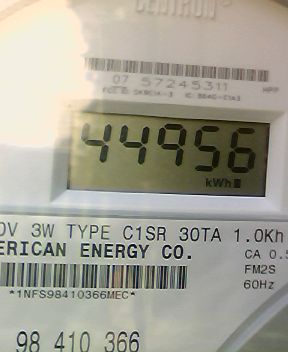 CENTRON
07 57245311 HPP
44956
kWh
3W TYPE C1SR 30TA 1.0Kh
ERICAN ENERGY CO. CA 0.5
FM2S
*1NFS98410366MEC* 60Hz
98 410 366